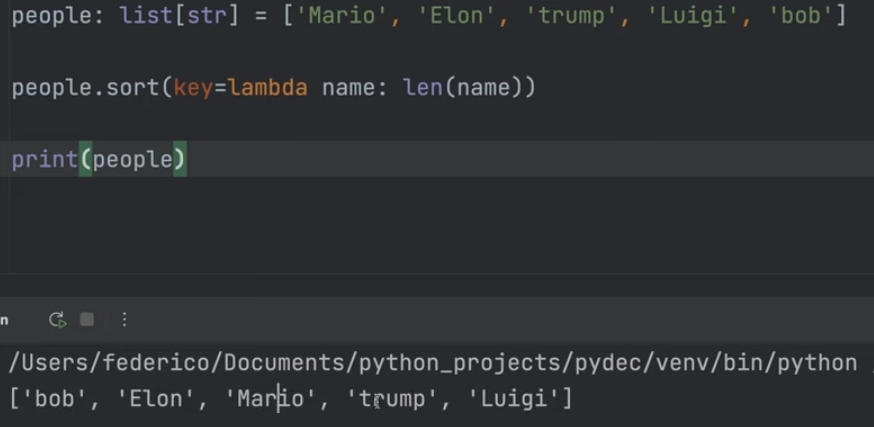 people: list[str] = ['Mario', 'Elon', 'trump', 'Luigi', 'bob']
people.sort(key=lambda name: len(name))
print(people)
n
/Users/federico/Documents/python_projects/pydec/venv/bin/python
['bob', 'Elon', 'Mario', 'trump', 'Luigi']